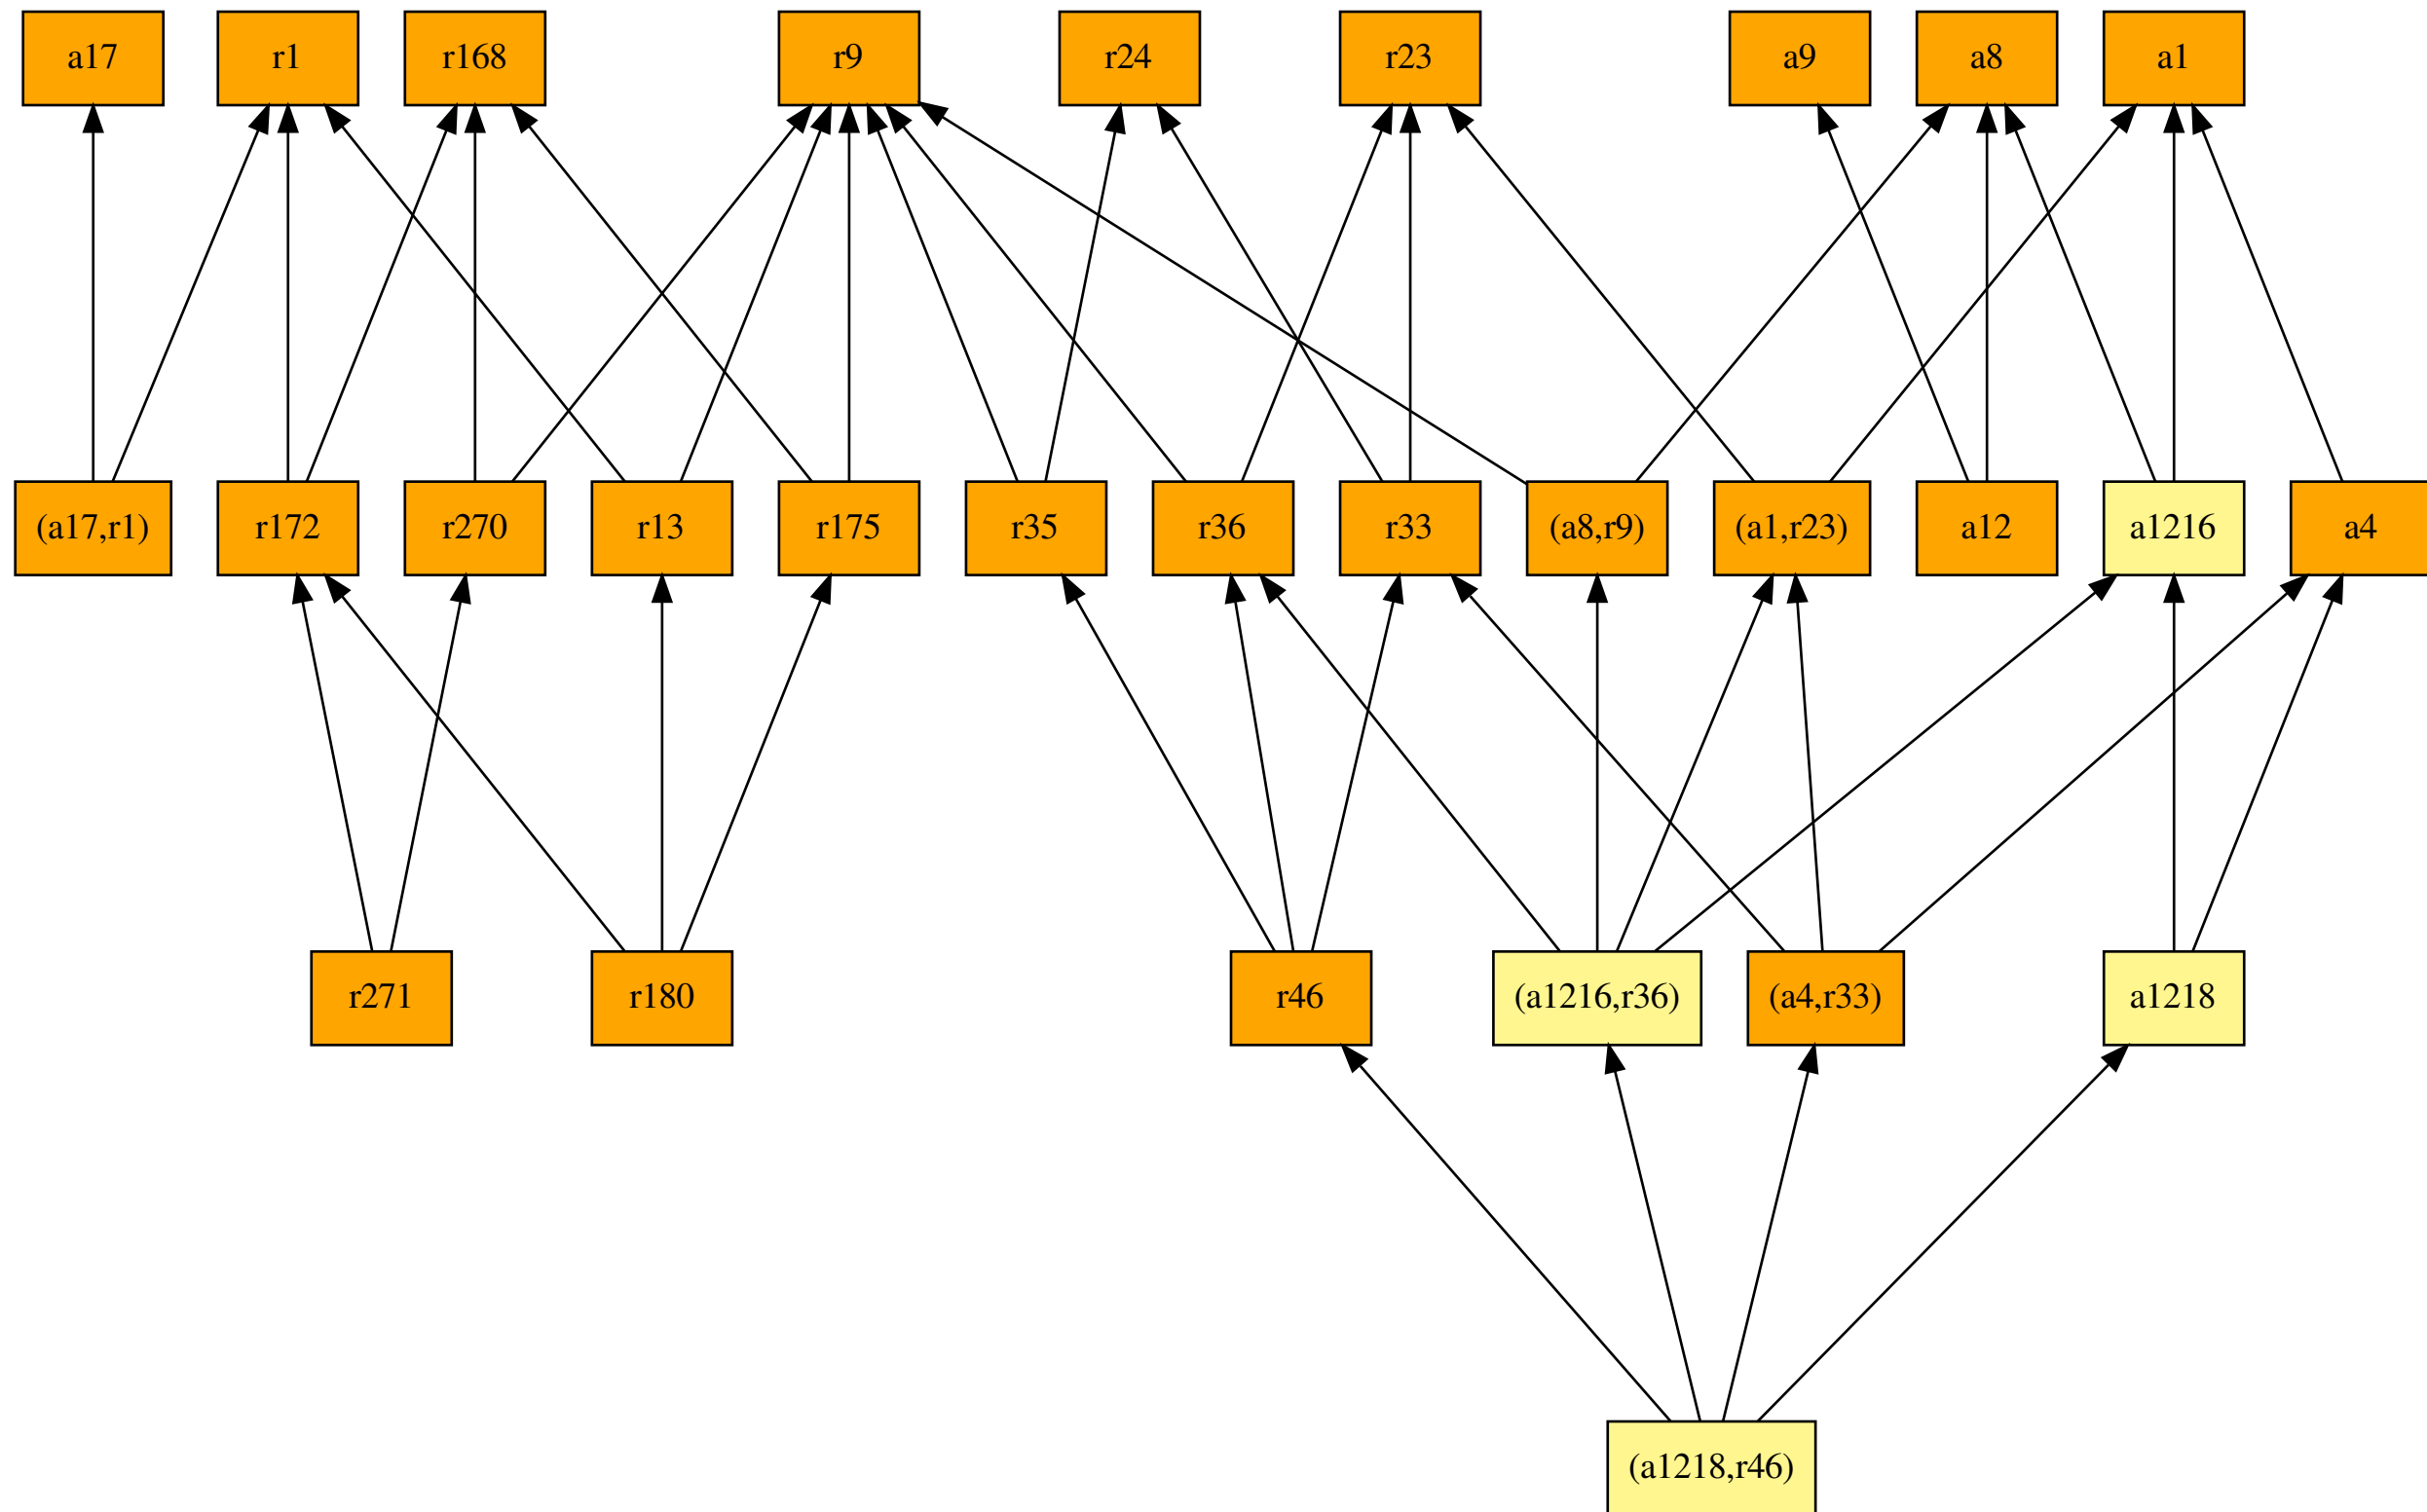 a17 r1 r168 r9 r24 r23 a9 a8 a1
(a17,r1) r172 r270 r13 r175 r35 r36 r33 (a8,r9) (a1,r23) a12 a1216 a4
r271 r180 r46 (a1216,r36) (a4,r33) a1218
(a1218,r46)